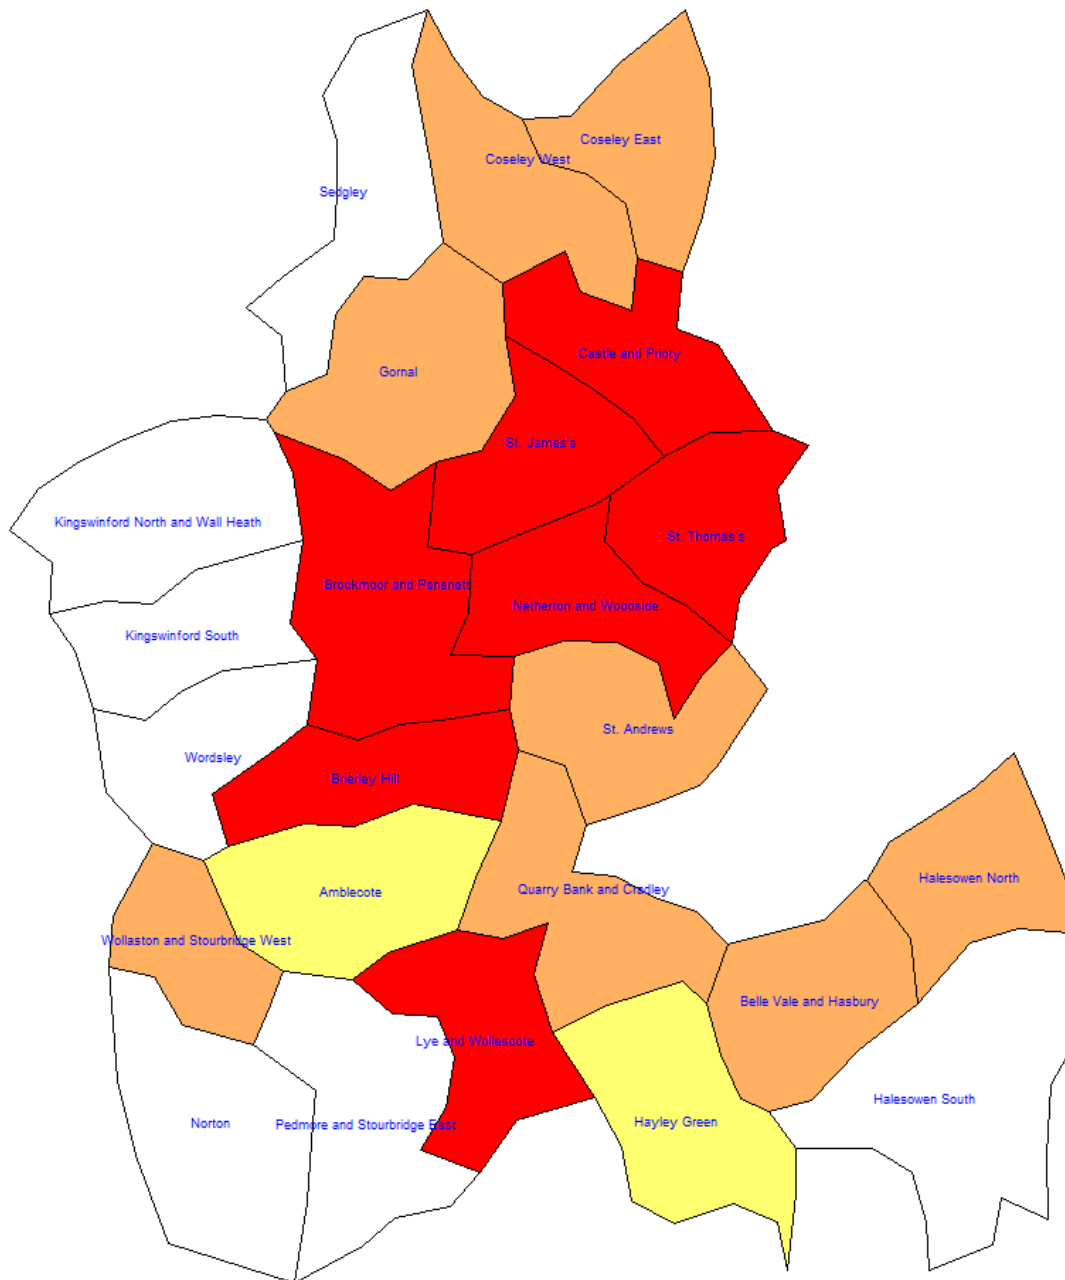 Coseley East
Coseley West
Sedgley
Castle and Priory
Gornal
St. James's
Kingswinford North and Wall Heath
St. Thomas's
Brockmoor and Pensnett
Netherton and Woodside
Kingswinford South
St. Andrews
Wordsley
Brierley Hill
Halesowen North
Quarry Bank and Cradley
Amblecote
Wollaston and Stourbridge West
Belle Vale and Hasbury
Lye and Wollescote
Halesowen South
Hayley Green
Norton
Pedmore and Stourbridge East